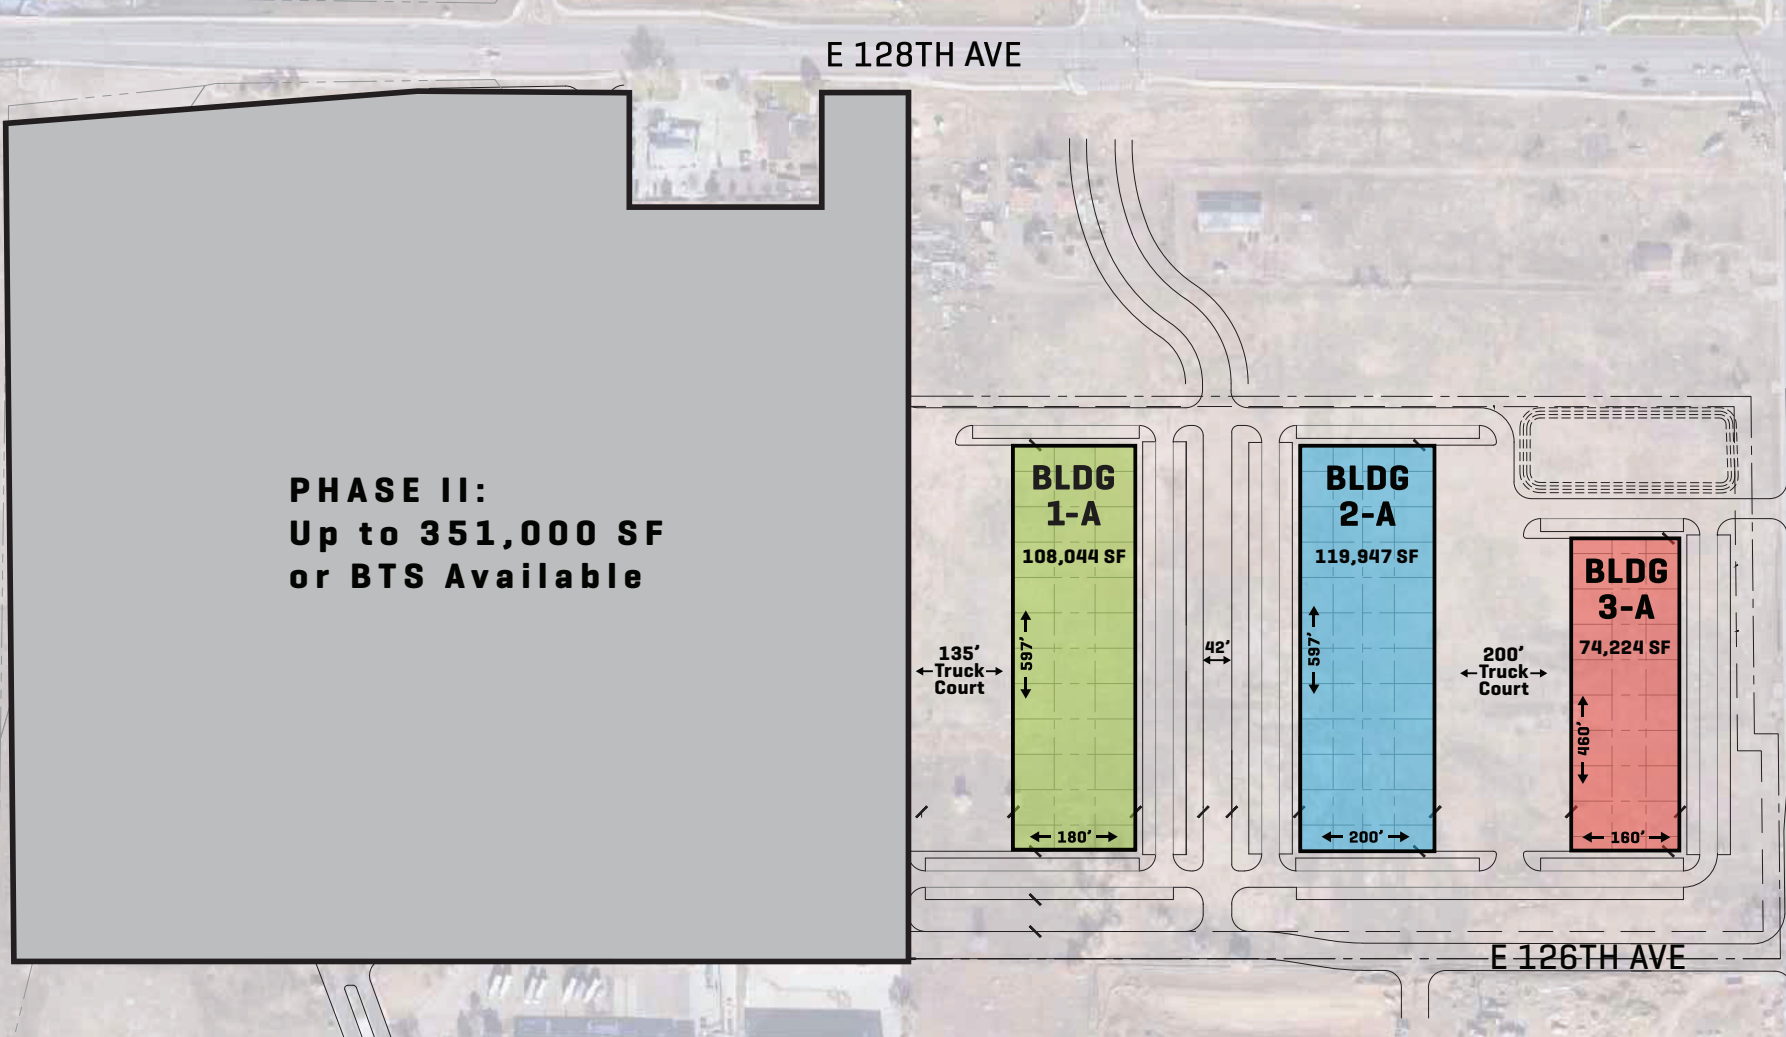 E 128TH AVE
PHASE II:
Up to 351,000 SF
or BTS Available
BLDG
1-A
108,044 SF
597'
180'
135'
Truck
Court
42'
BLDG
2-A
119,947 SF
597'
200'
200'
Truck
Court
BLDG
3-A
74,224 SF
460'
160'
E 126TH AVE